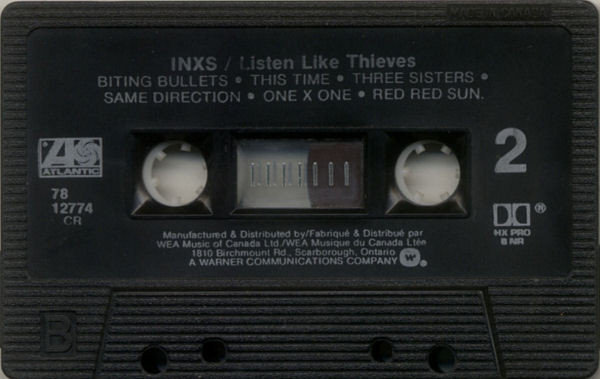 MADE IN CANADA
INXS / Listen Like Thieves
BITING BULLETS • THIS TIME • THREE SISTERS •
SAME DIRECTION • ONE X ONE • RED RED SUN.
ATLANTIC
2
78
12774
CR
HX PRO
B NR
®
Manufactured & Distributed by/Fabriqué & Distribué par
WEA Music of Canada Ltd./WEA Musique du Canada Ltée
1810 Birchmount Rd., Scarborough, Ontario
A WARNER COMMUNICATIONS COMPANY
B